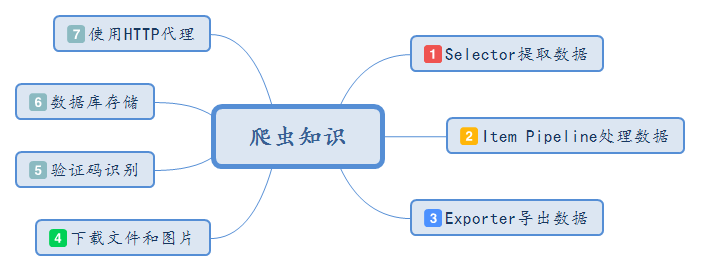 7 使用HTTP代理
1 Selector提取数据
6 数据库存储
爬虫知识
2 Item Pipeline处理数据
5 验证码识别
4 下载文件和图片
3 Exporter导出数据